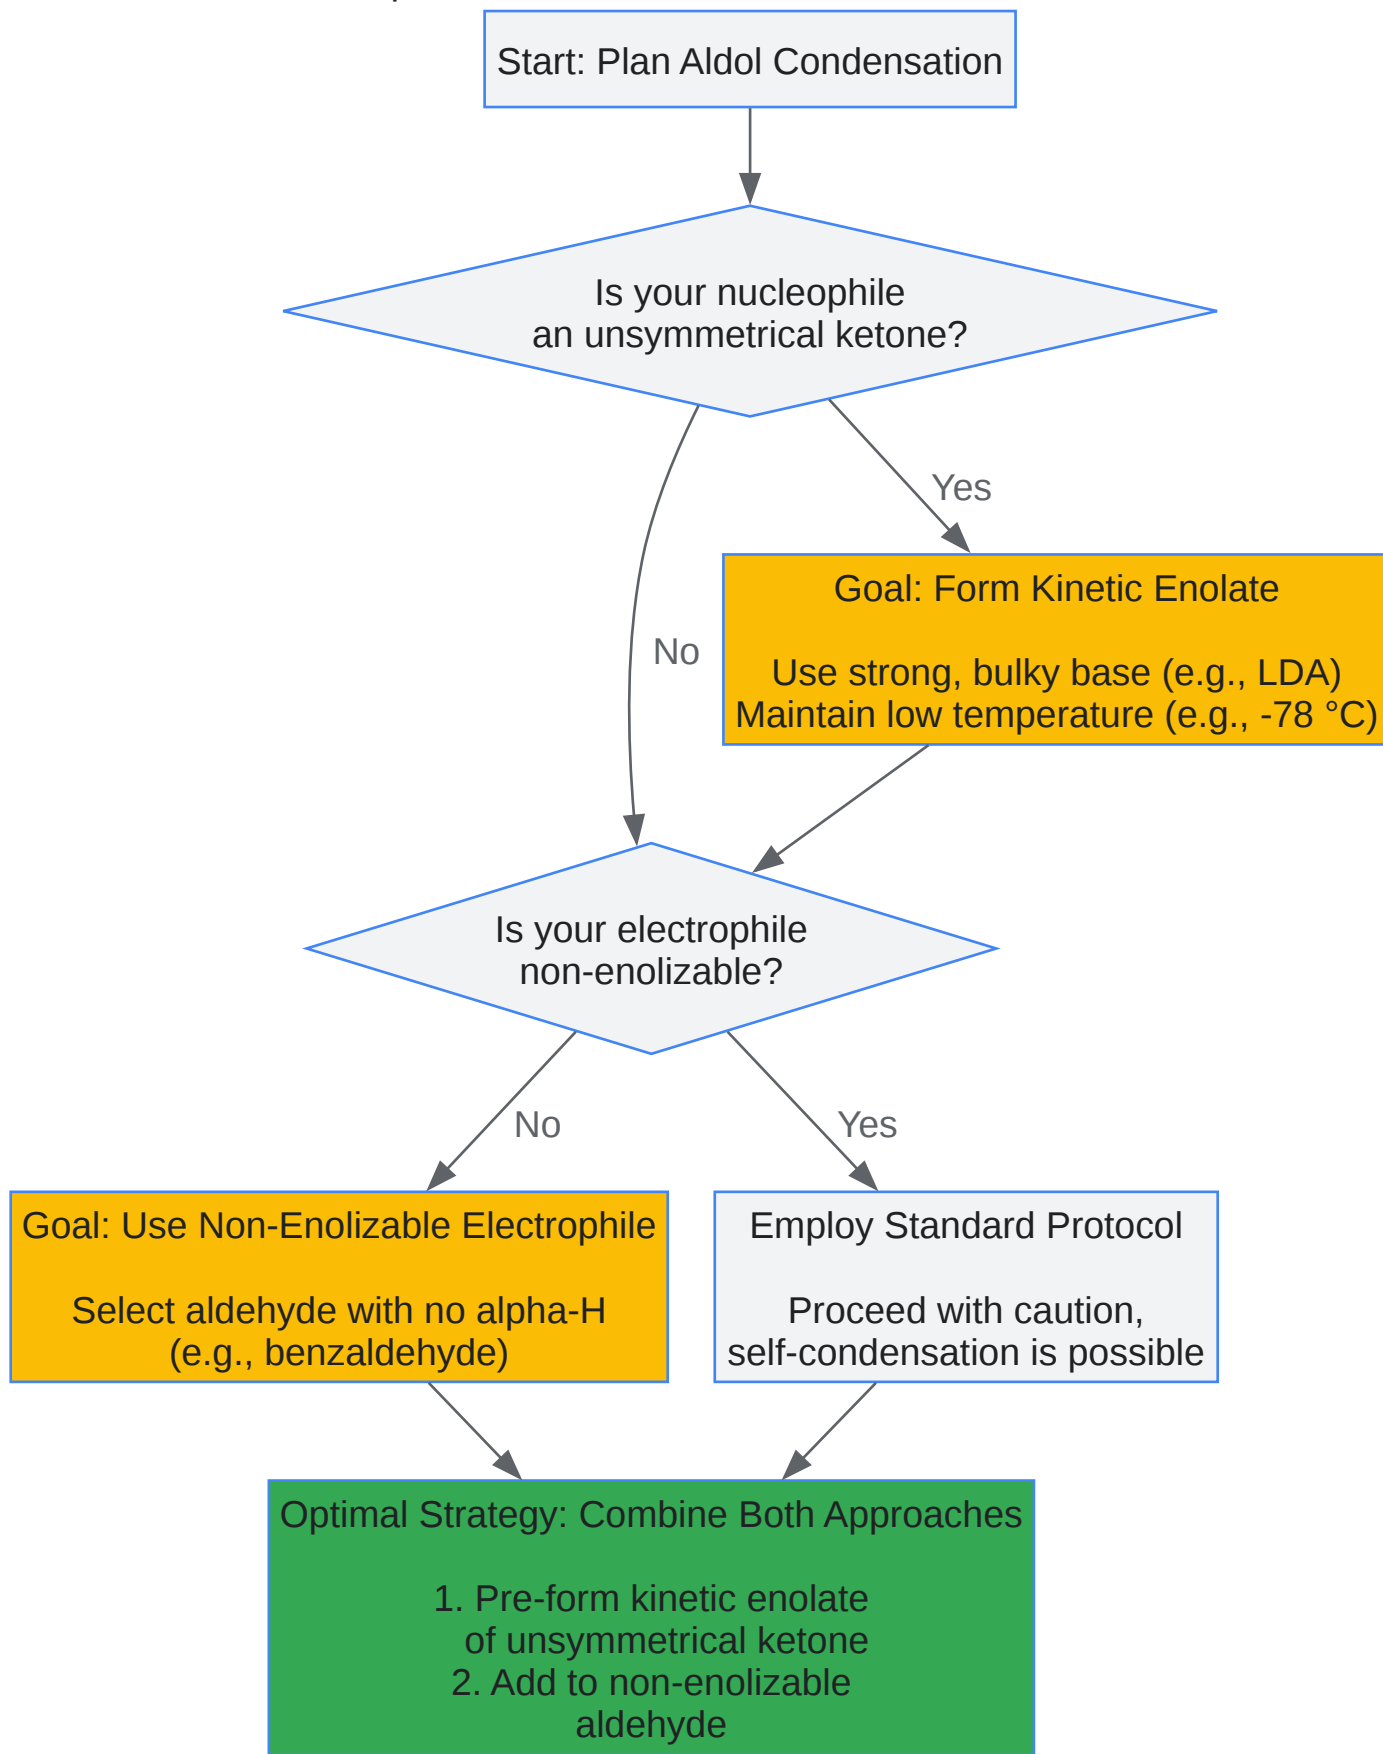 Start: Plan Aldol Condensation
Is your nucleophile
an unsymmetrical ketone?
Yes
No
Goal: Form Kinetic Enolate
Use strong, bulky base (e.g., LDA)
Maintain low temperature (e.g., -78 °C)
Is your electrophile
non-enolizable?
No
Yes
Goal: Use Non-Enolizable Electrophile
Select aldehyde with no alpha-H
(e.g., benzaldehyde)
Employ Standard Protocol
Proceed with caution,
self-condensation is possible
Optimal Strategy: Combine Both Approaches
1. Pre-form kinetic enolate
of unsymmetrical ketone
2. Add to non-enolizable
aldehyde